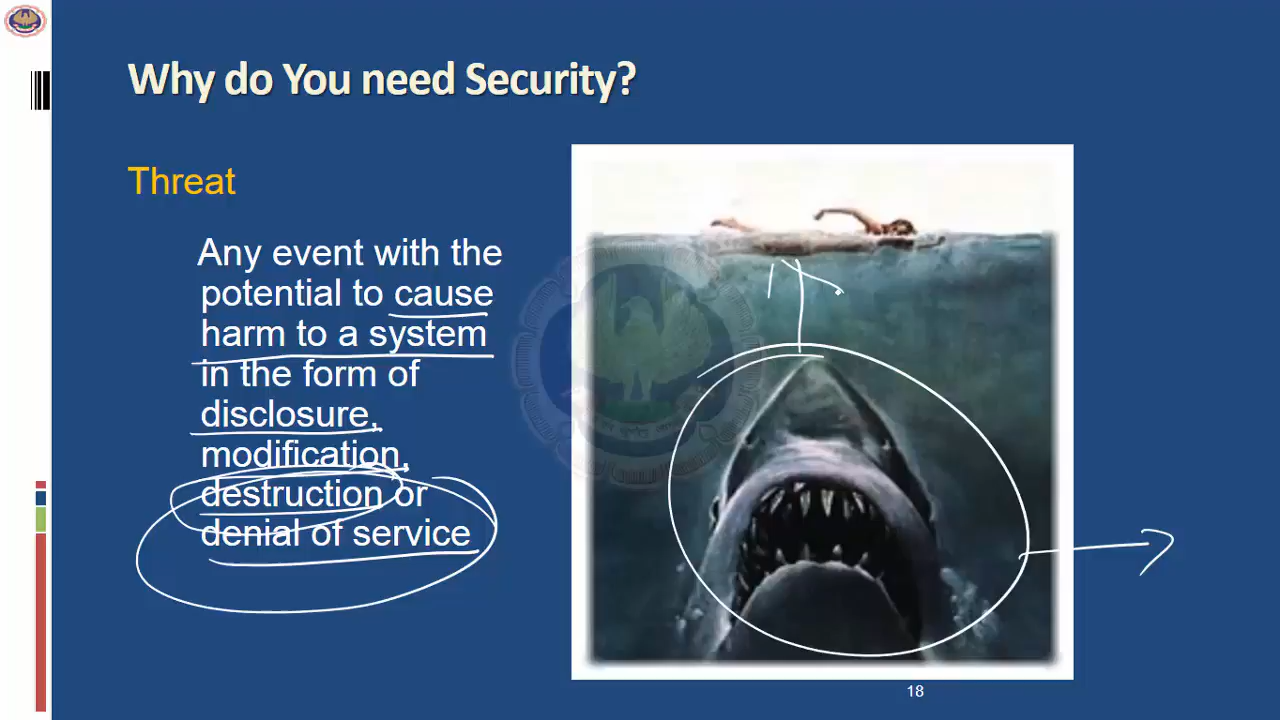 Why do You need Security?
Threat
Any event with the
potential to cause
harm to a system
in the form of
disclosure,
modification,
destruction or
denial of service
18